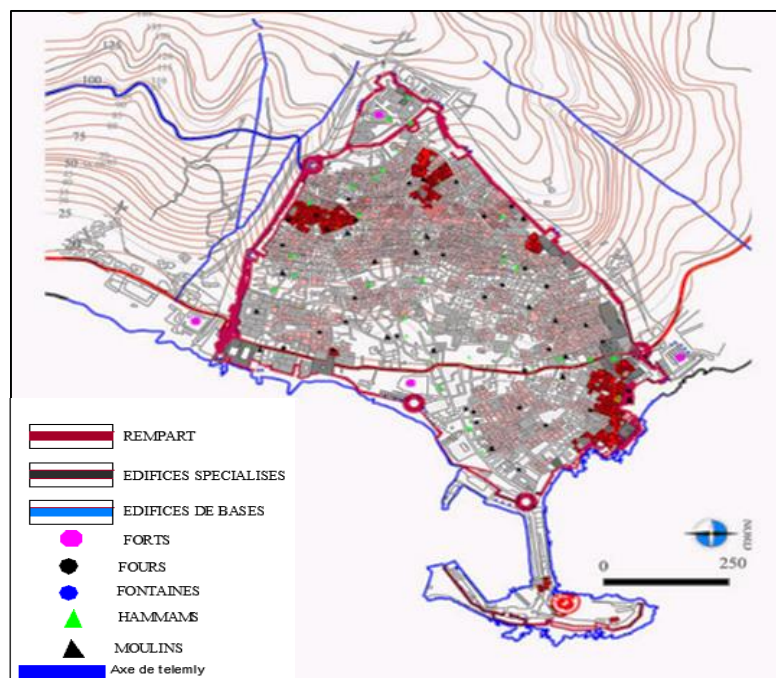 125
100
75
50
25
REMPART
EDIFICES SPECIALISES
EDIFICES DE BASES
FORTS
FOURS
FONTAINES
HAMMAMS
MOULINS
Axe de telemly
NORD
0 250